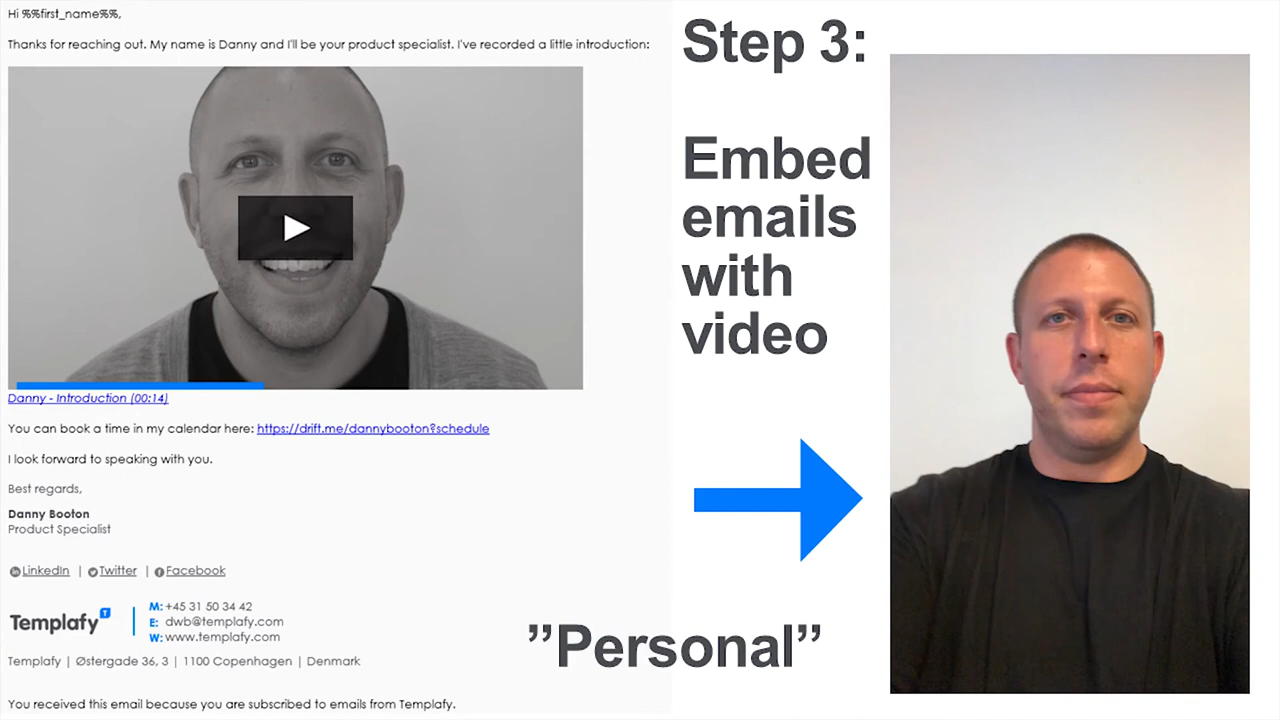 Hi %%first_name%%,
Thanks for reaching out. My name is Danny and I'll be your product specialist. I've recorded a little introduction:
Danny - Introduction (00:14)
You can book a time in my calendar here: https://drift.me/dannybooton?schedule
I look forward to speaking with you.
Best regards,
Danny Booton
Product Specialist
LinkedIn | Twitter | Facebook
Templafy
M: +45 31 50 34 42
E: dwb@templafy.com
W: www.templafy.com
Templafy | Østergade 36, 3 | 1100 Copenhagen | Denmark
You received this email because you are subscribed to emails from Templafy.
Step 3:
Embed
emails
with
video
”Personal”